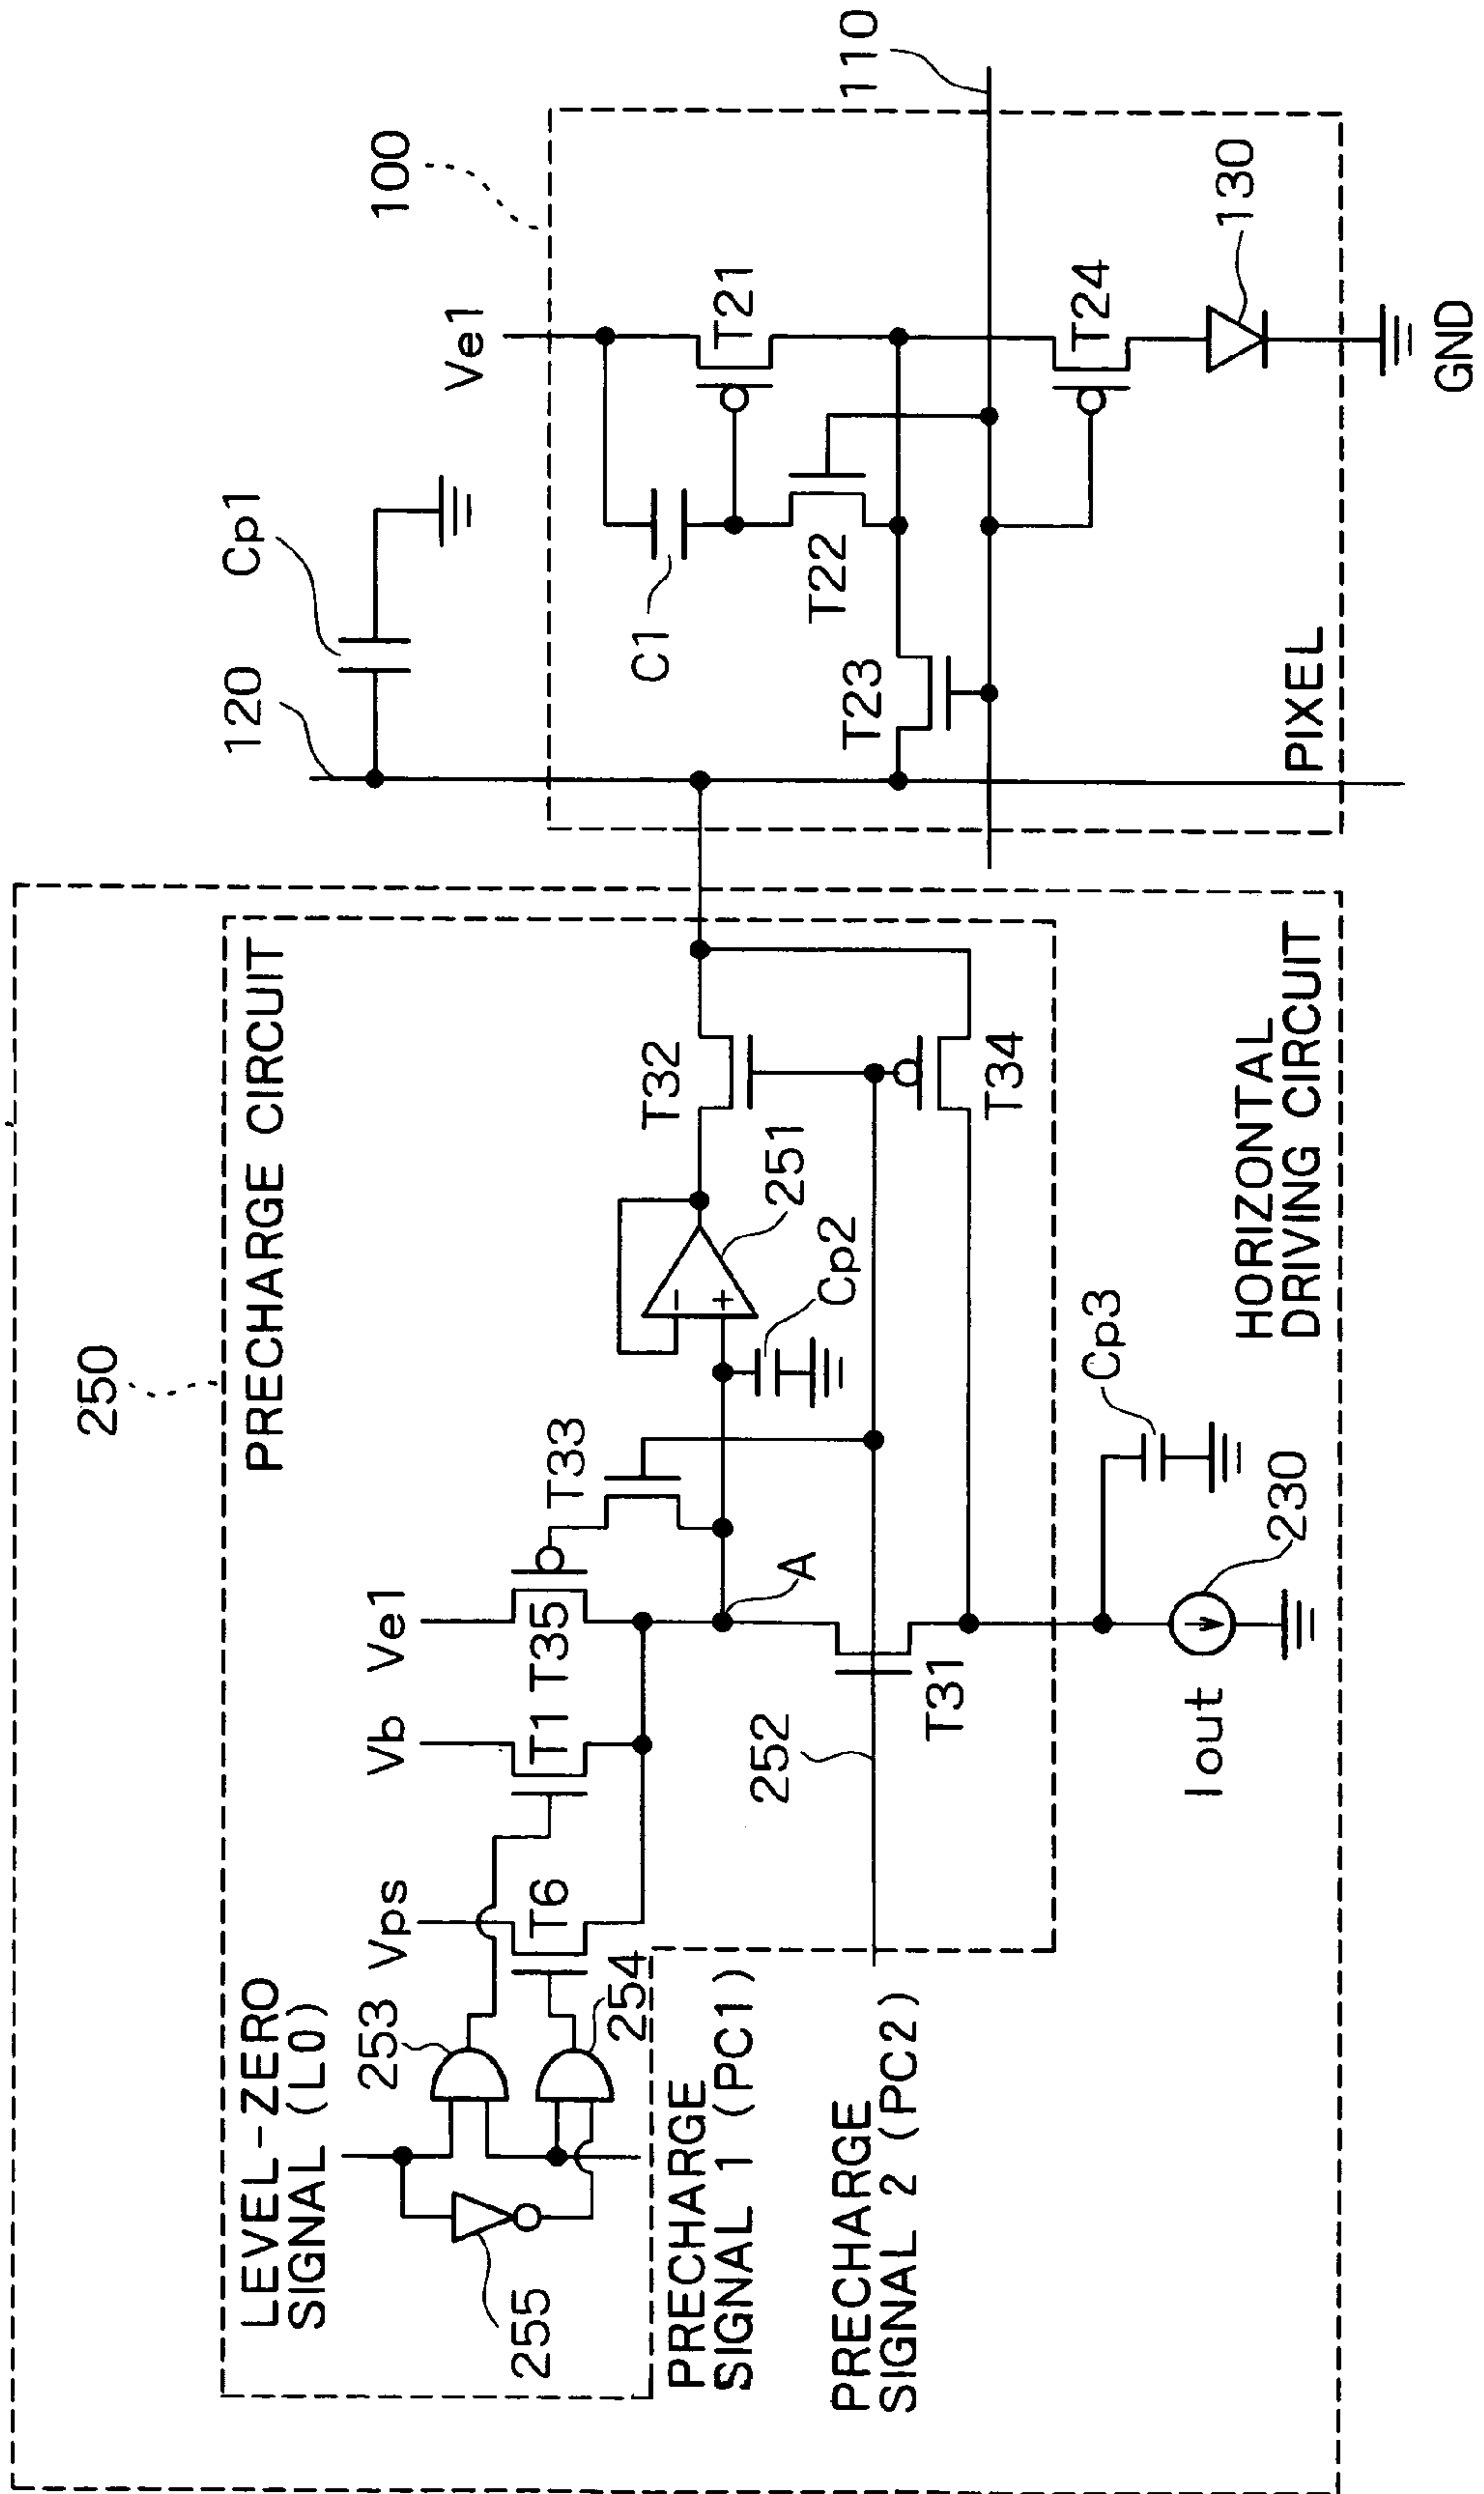 250
PRECHARGE CIRCUIT
LEVEL-ZERO
SIGNAL (L0)
253
254
255
Vps
Vb
Ve1
T6
T1
T35
T33
A
252
T31
251
Cp2
T32
T34
PRECHARGE
SIGNAL 1 (PC1)
PRECHARGE
SIGNAL 2 (PC2)
Iout
230
Cp3
HORIZONTAL
DRIVING CIRCUIT
120
Cp1
100
Ve1
110
C1
T21
T22
T23
T24
130
PIXEL
GND